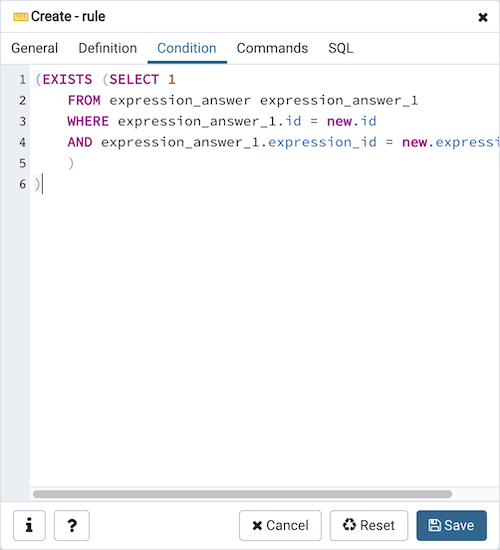 Create - rule
General Definition Condition Commands SQL
1 (EXISTS (SELECT 1
2 FROM expression_answer expression_answer_1
3 WHERE expression_answer_1.id = new.id
4 AND expression_answer_1.expression_id = new.expressi
5 )
6 )
i ? Cancel Reset Save